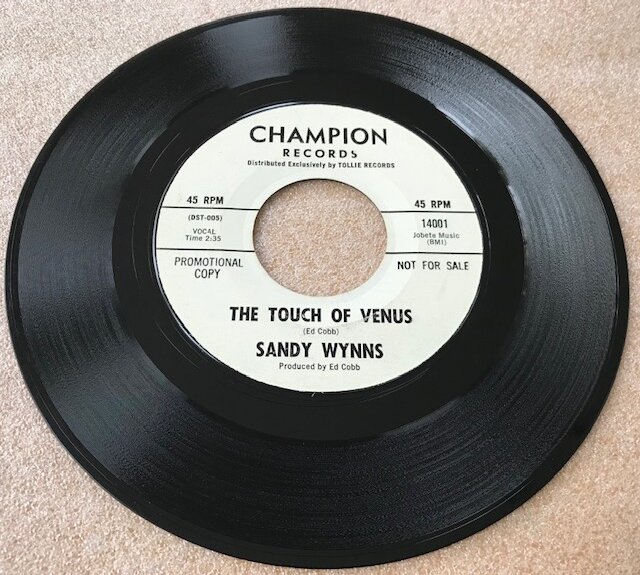 CHAMPION
RECORDS
Distributed Exclusively by TOLLIE RECORDS
45 RPM
(DST-005)
VOCAL
Time 2:35
PROMOTIONAL
COPY
45 RPM
14001
Jobete Music
(BMI)
NOT FOR SALE
THE TOUCH OF VENUS
(Ed Cobb)
SANDY WYNNS
Produced by Ed Cobb